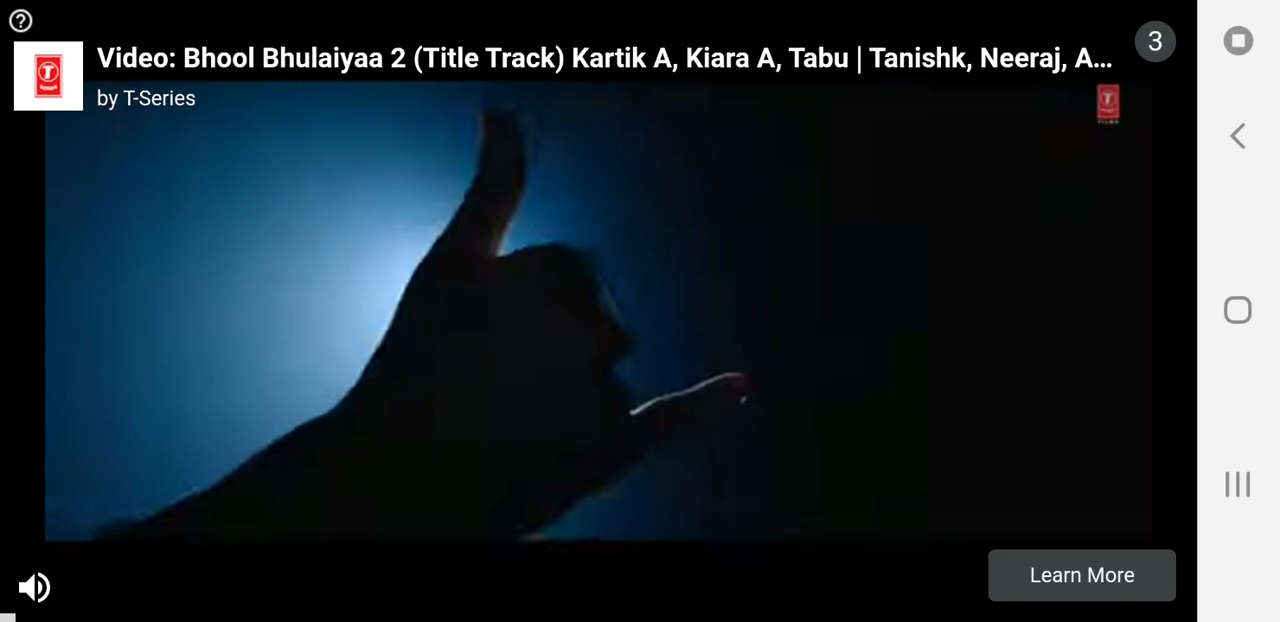 Video: Bhool Bhulaiyaa 2 (Title Track) Kartik A, Kiara A, Tabu | Tanishk, Neeraj, A...
3
by T-Series
Learn More